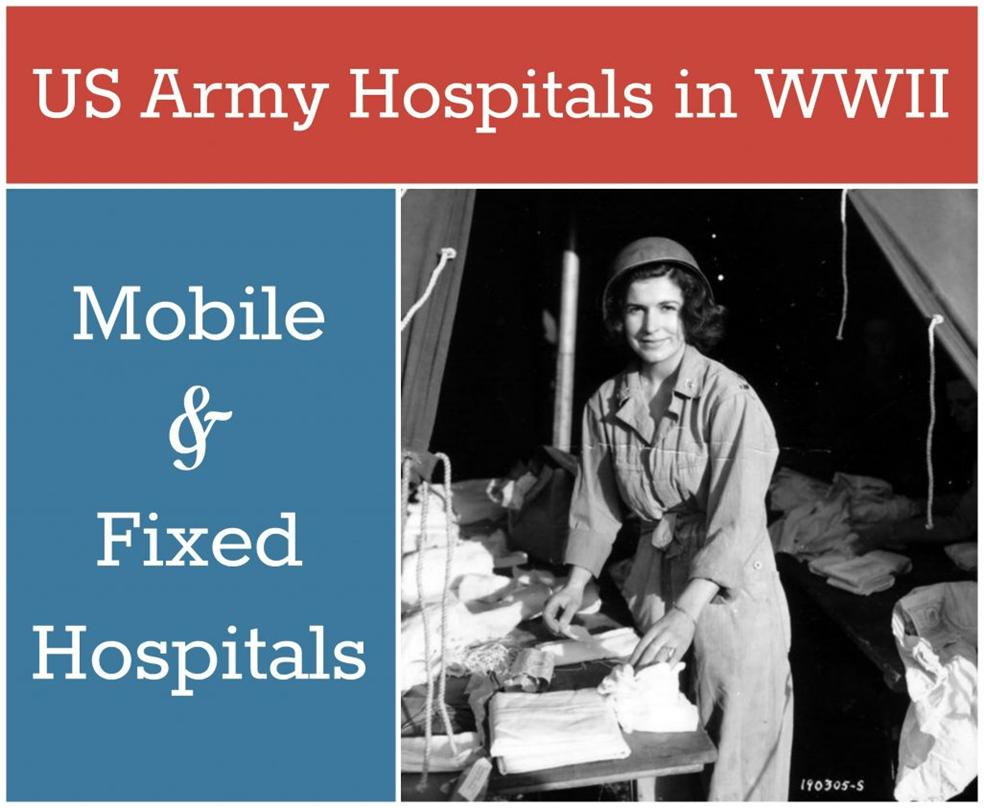 US Army Hospitals in WWII
Mobile
&
Fixed
Hospitals
190305-S